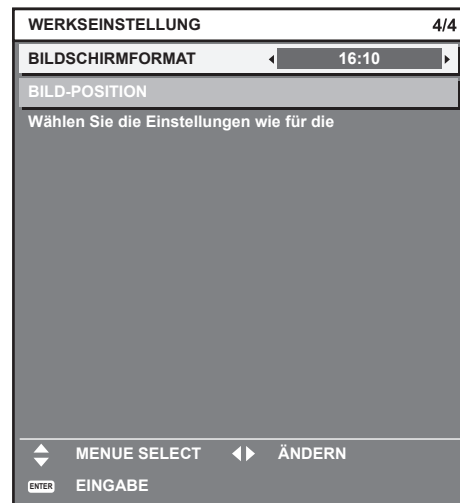 WERKSEINSTELLUNG 4/4
BILDSCHIRMFORMAT 16:10
BILD-POSITION
Wählen Sie die Einstellungen wie für die
MENUE SELECT ÄNDERN
ENTER EINGABE